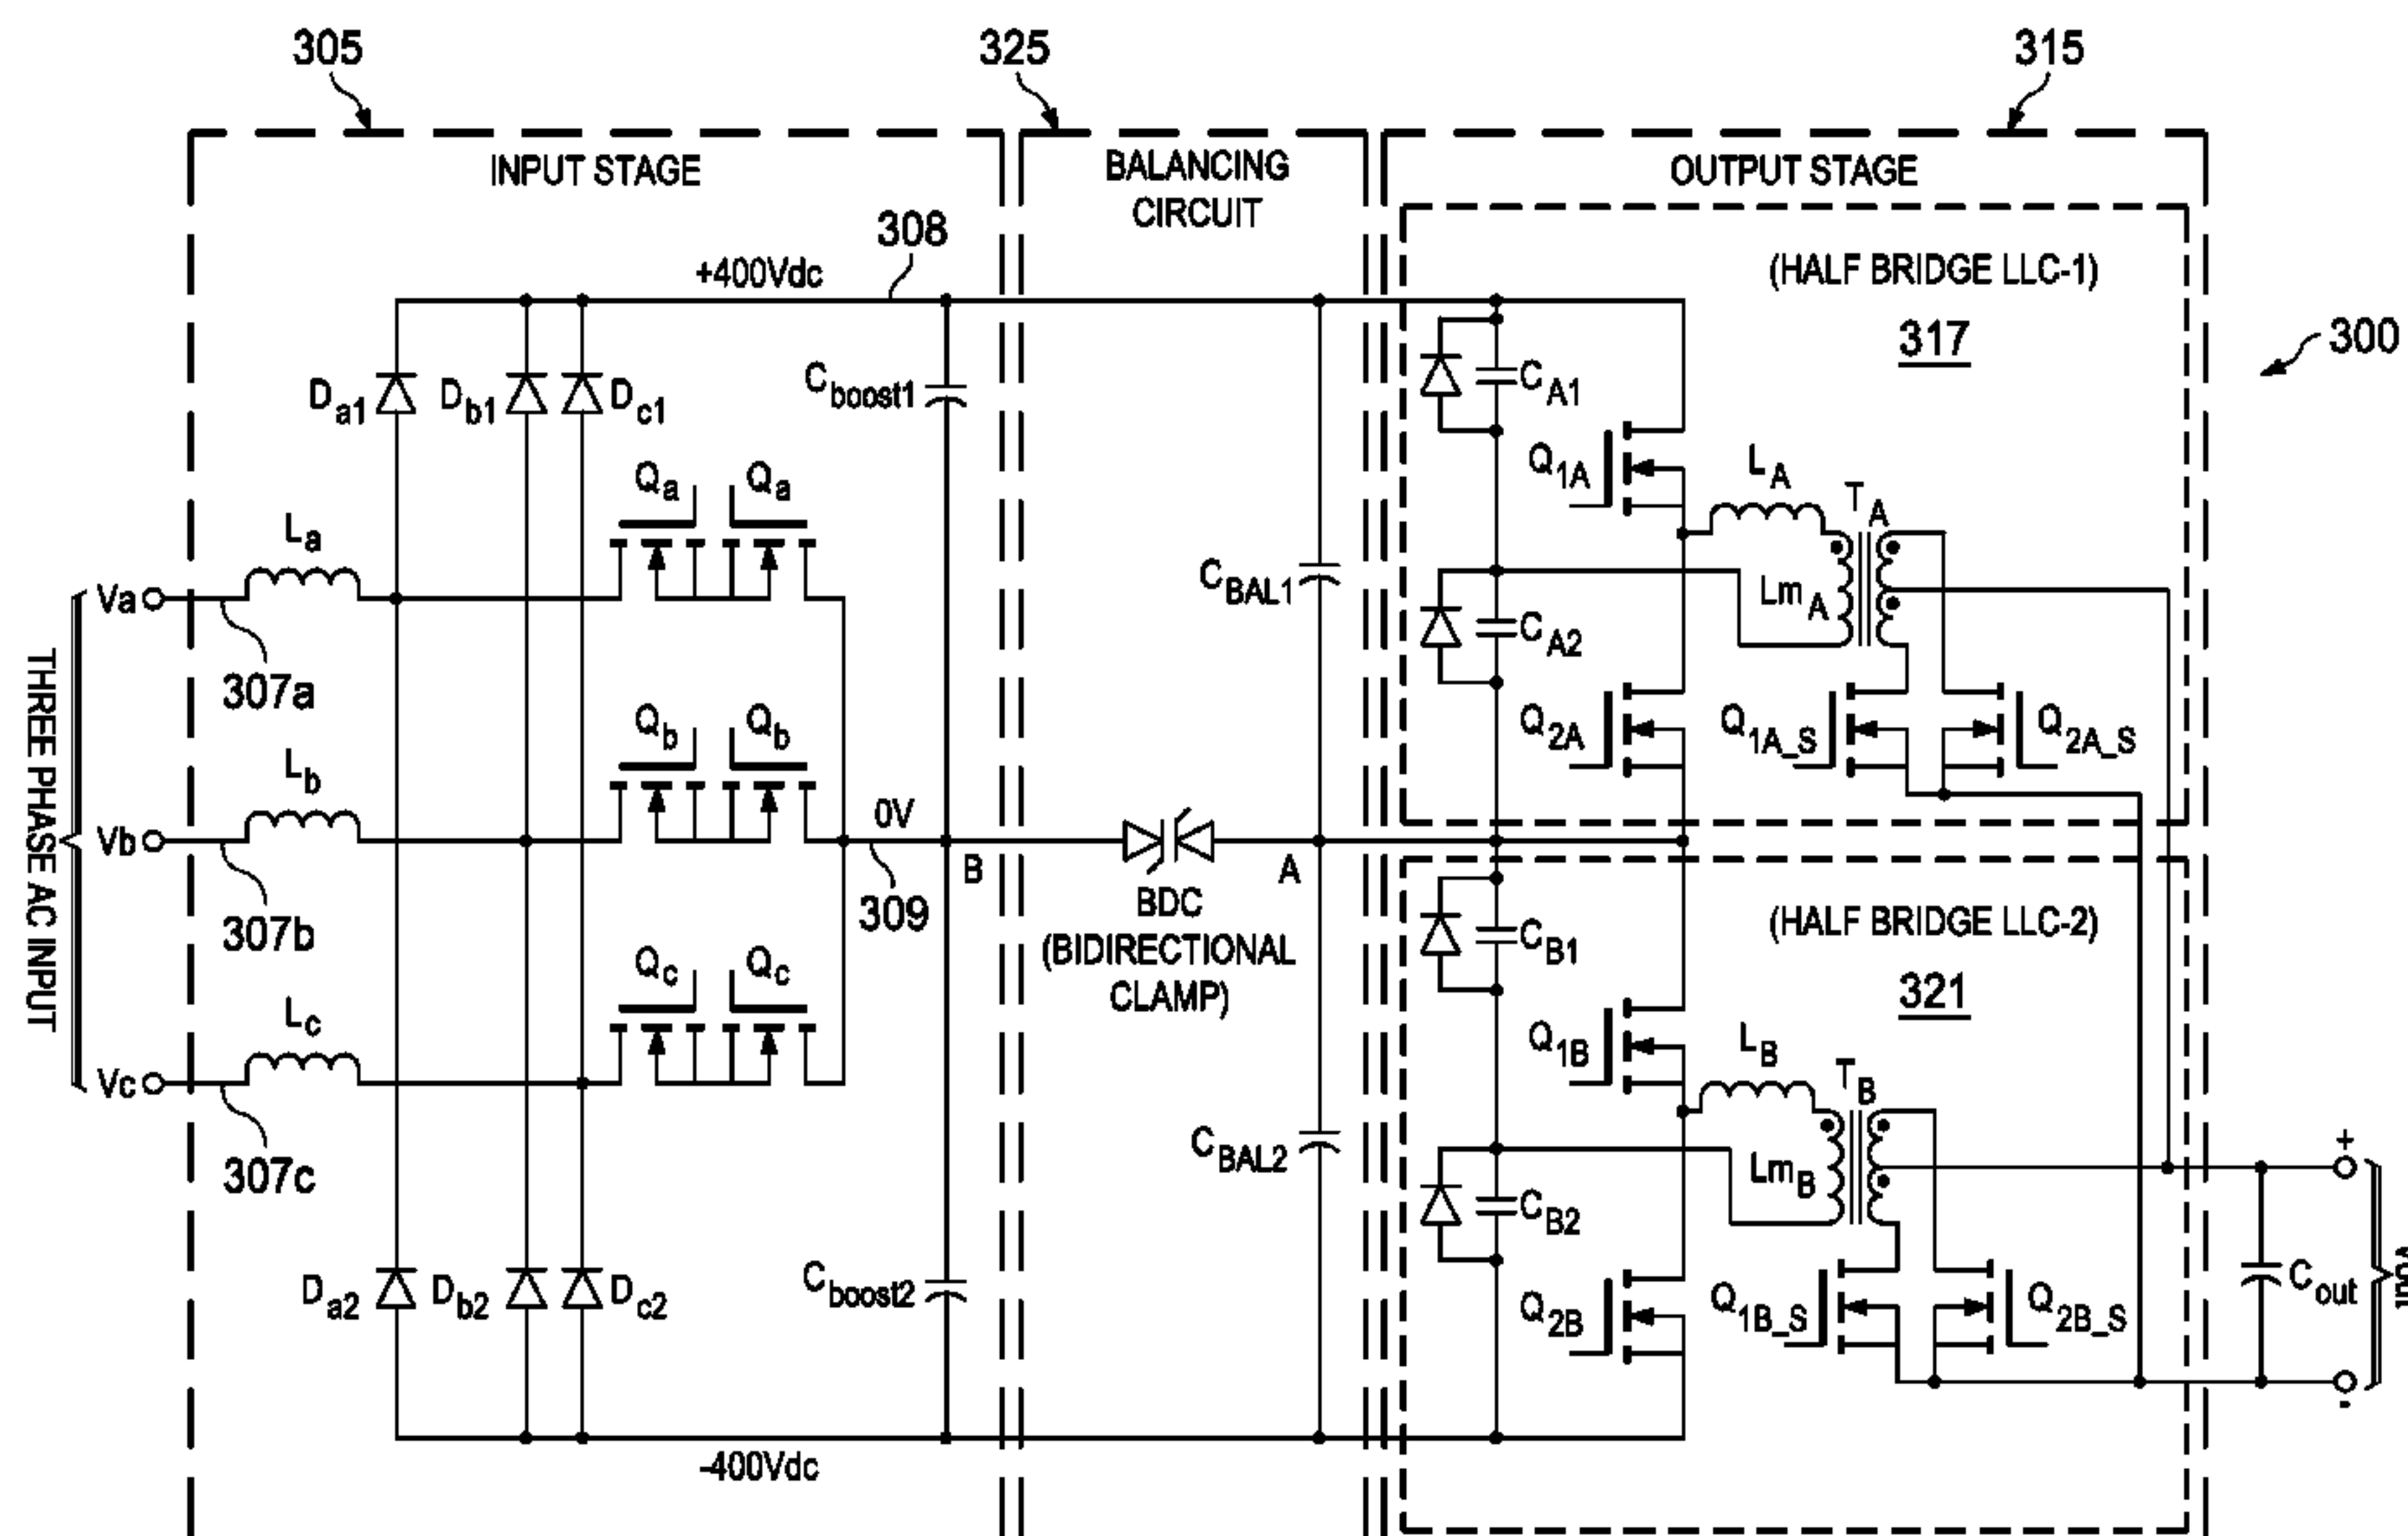 305
325
315
INPUT STAGE
BALANCING
CIRCUIT
OUTPUT STAGE
308
+400Vdc
(HALF BRIDGE LLC-1)
317
300
Da1
Db1
Dc1
Cboost1
CA1
Q1A
LA
TA
Qa
Qa
La
Va
307a
CBAL1
LmA
CA2
Q2A
Q1A_S
Q2A_S
THREE PHASE AC INPUT
Qb
Qb
Lb
Vb
307b
0V
B
309
A
BDC
(BIDIRECTIONAL
CLAMP)
CB1
(HALF BRIDGE LLC-2)
321
Qc
Qc
Lc
Vc
307c
Q1B
LB
TB
CBAL2
LmB
CB2
+
Da2
Db2
Dc2
Cboost2
Q2B
Q1B_S
Q2B_S
Cout
-
-400Vdc